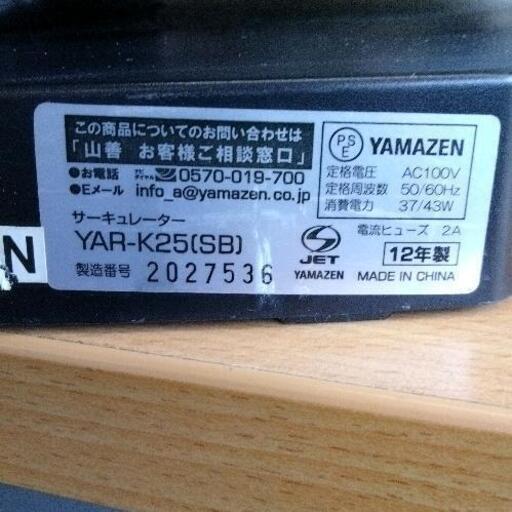 この商品についてのお問い合わせは
「山善 お客様ご相談窓口」
●お電話 0570-019-700
●Eメール info_a@yamazen.co.jp
サーキュレーター
YAR-K25(SB)
製造番号 2027536
PSE YAMAZEN
定格電圧 AC100V
定格周波数 50/60Hz
消費電力 37/43W
電流ヒューズ 2A
JET
YAMAZEN
12年製
MADE IN CHINA
N